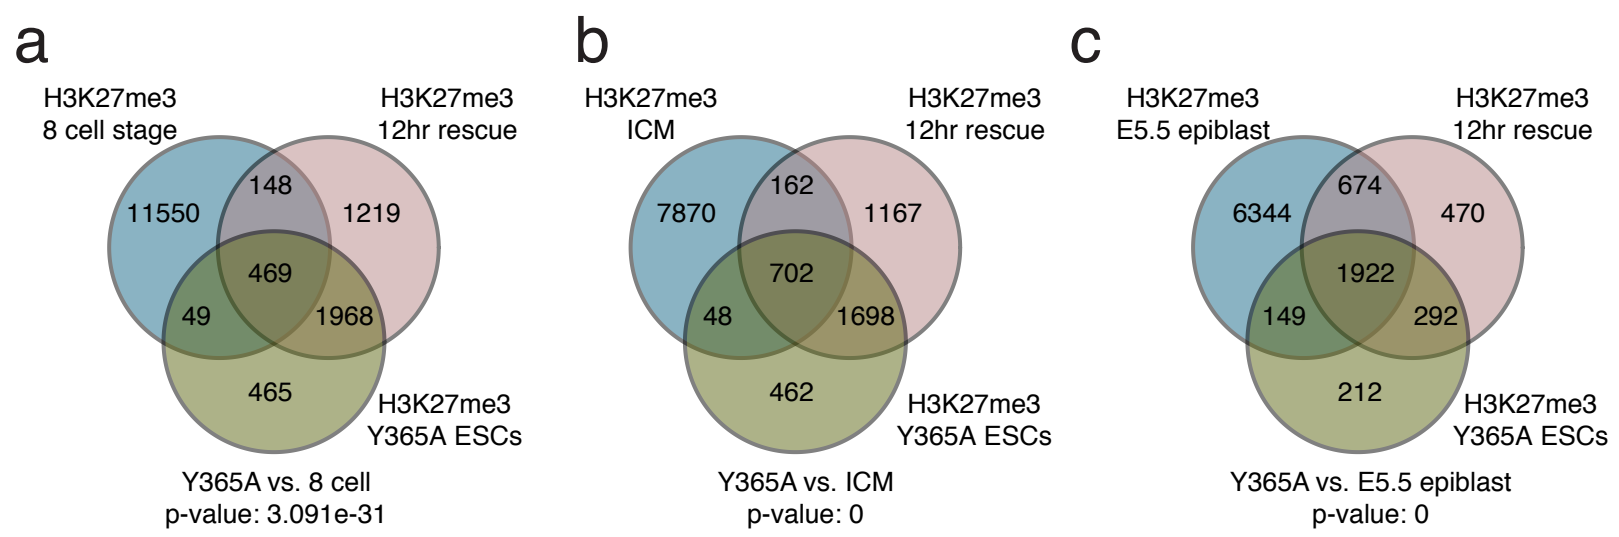 a
H3K27me3
8 cell stage
H3K27me3
12hr rescue
148
11550
1219
469
49
1968
465
H3K27me3
Y365A ESCs
Y365A vs. 8 cell
p-value: 3.091e-31
b
H3K27me3
ICM
H3K27me3
12hr rescue
162
7870
1167
702
48
1698
462
H3K27me3
Y365A ESCs
Y365A vs. ICM
p-value: 0
c
H3K27me3
E5.5 epiblast
H3K27me3
12hr rescue
674
6344
470
1922
149
292
212
H3K27me3
Y365A ESCs
Y365A vs. E5.5 epiblast
p-value: 0